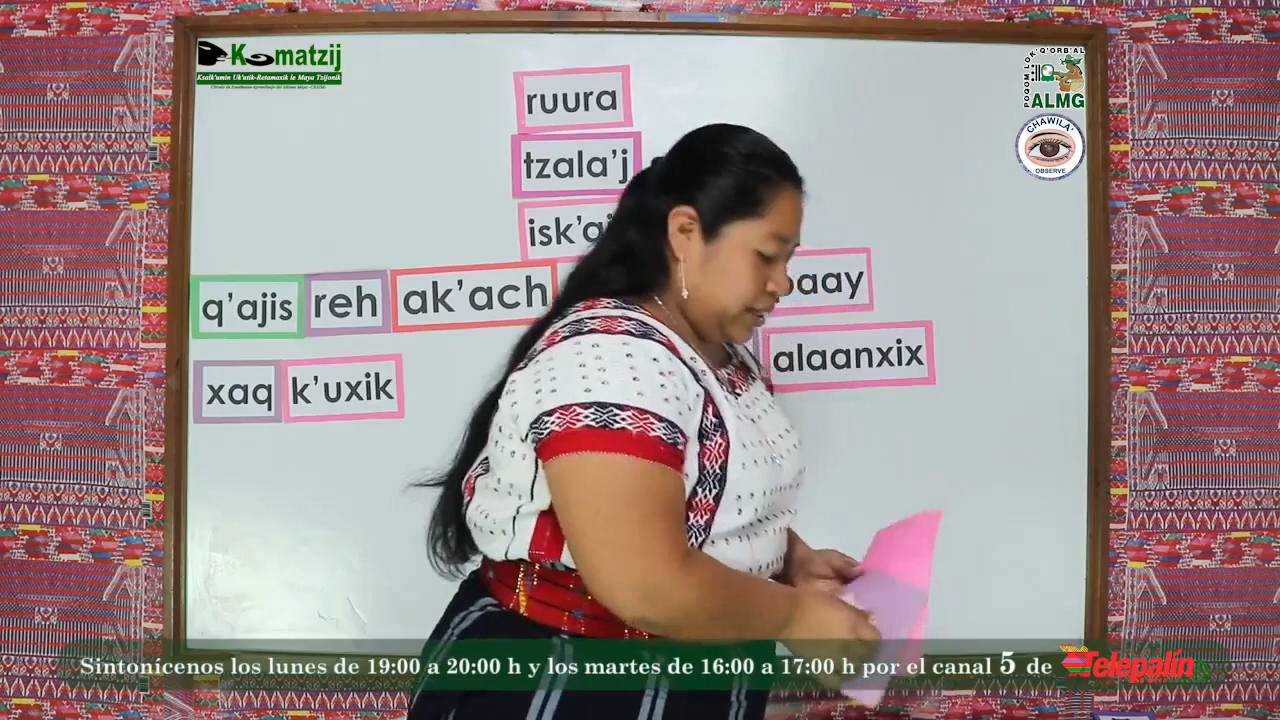 Komatzij
Ksalk'umin Uk'utik-Retamaxik le Maya Tzijonik
POQOM LOK' Q'ORB'AL
ALMG
CHAWILA'
OBSERVE
ruura
tzala'j
q'ajis reh ak'ach
xaq k'uxik
alaanxix
Sintonícenos los lunes de 19:00 a 20:00 h y los martes de 16:00 a 17:00 h por el canal 5 de Telepalín